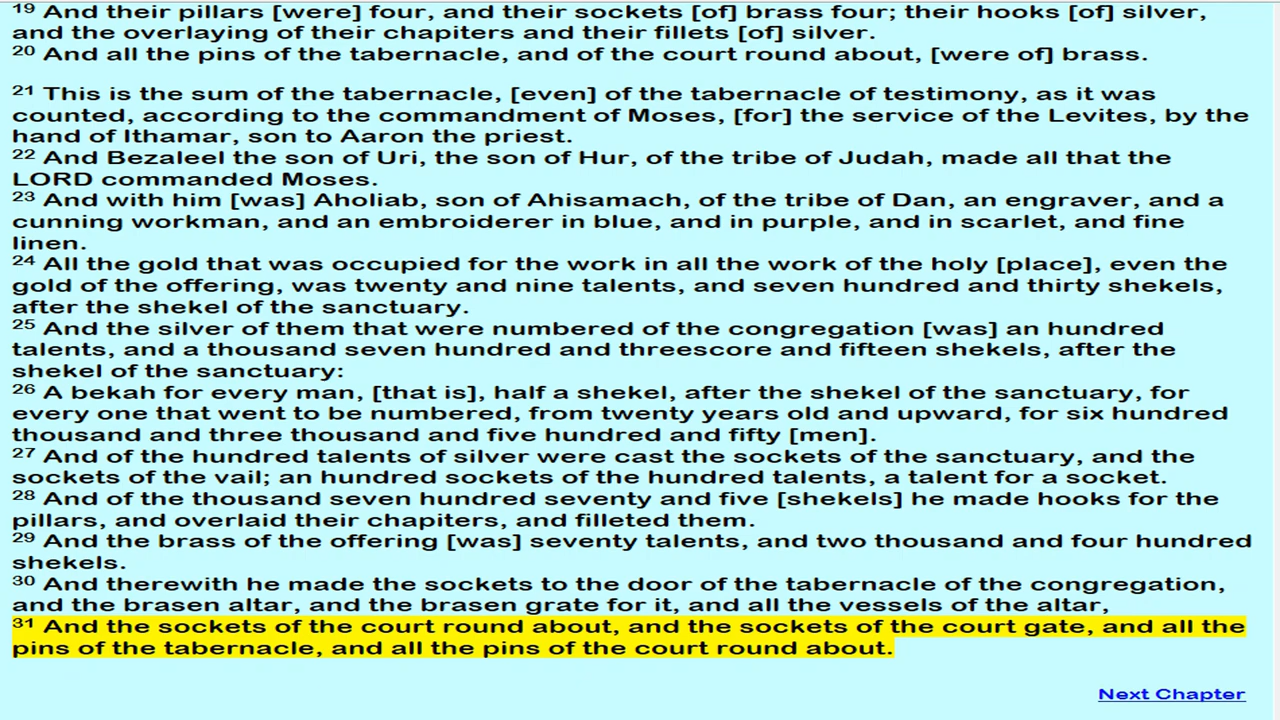 19 And their pillars [were] four, and their sockets [of] brass four; their hooks [of] silver,
and the overlaying of their chapiters and their fillets [of] silver.
20 And all the pins of the tabernacle, and of the court round about, [were of] brass.
21 This is the sum of the tabernacle, [even] of the tabernacle of testimony, as it was
counted, according to the commandment of Moses, [for] the service of the Levites, by the
hand of Ithamar, son to Aaron the priest.
22 And Bezaleel the son of Uri, the son of Hur, of the tribe of Judah, made all that the
LORD commanded Moses.
23 And with him [was] Aholiab, son of Ahisamach, of the tribe of Dan, an engraver, and a
cunning workman, and an embroiderer in blue, and in purple, and in scarlet, and fine
linen.
24 All the gold that was occupied for the work in all the work of the holy [place], even the
gold of the offering, was twenty and nine talents, and seven hundred and thirty shekels,
after the shekel of the sanctuary.
25 And the silver of them that were numbered of the congregation [was] an hundred
talents, and a thousand seven hundred and threescore and fifteen shekels, after the
shekel of the sanctuary:
26 A bekah for every man, [that is], half a shekel, after the shekel of the sanctuary, for
every one that went to be numbered, from twenty years old and upward, for six hundred
thousand and three thousand and five hundred and fifty [men].
27 And of the hundred talents of silver were cast the sockets of the sanctuary, and the
sockets of the vail; an hundred sockets of the hundred talents, a talent for a socket.
28 And of the thousand seven hundred seventy and five [shekels] he made hooks for the
pillars, and overlaid their chapiters, and filleted them.
29 And the brass of the offering [was] seventy talents, and two thousand and four hundred
shekels.
30 And therewith he made the sockets to the door of the tabernacle of the congregation,
and the brasen altar, and the brasen grate for it, and all the vessels of the altar,
31 And the sockets of the court round about, and the sockets of the court gate, and all the
pins of the tabernacle, and all the pins of the court round about.
Next Chapter